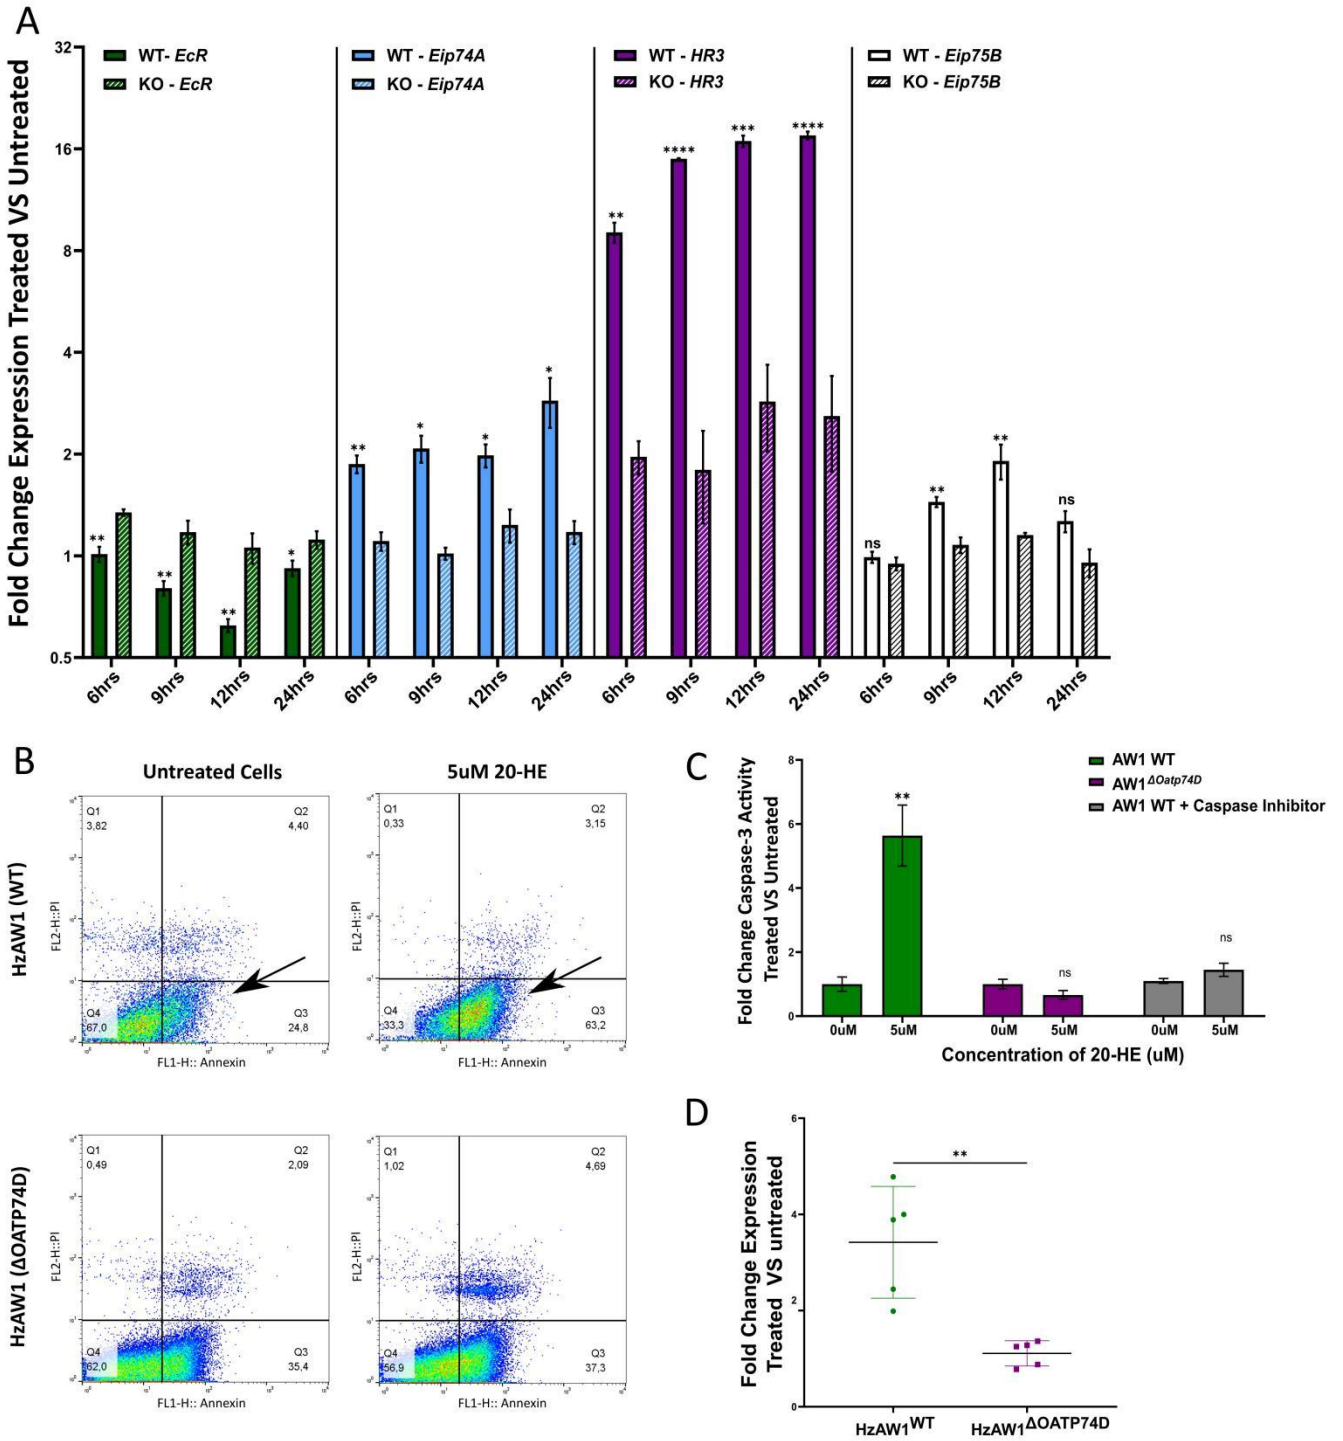 A
Fold Change Expression Treated VS Untreated
32
16
8
4
2
1
0.5
WT- EcR
KO - EcR
WT - Eip74A
KO - Eip74A
WT - HR3
KO - HR3
WT - Eip75B
KO - Eip75B
** ** ** *
** * * *
** **** *** ****
ns ** ** ns
6hrs 9hrs 12hrs 24hrs 6hrs 9hrs 12hrs 24hrs 6hrs 9hrs 12hrs 24hrs 6hrs 9hrs 12hrs 24hrs
B
Untreated Cells
5uM 20-HE
HzAW1 (WT)
Q1
3,82
Q2
4,40
Q4
67,0
Q3
24,8
FL2-H::PI
FL1-H:: Annexin
Q1
0,33
Q2
3,15
Q4
33,3
Q3
63,2
FL2-H::PI
FL1-H:: Annexin
HzAW1 (ΔOATP74D)
Q1
0,49
Q2
2,09
Q4
62,0
Q3
35,4
FL2-H::PI
FL1-H:: Annexin
Q1
1,02
Q2
4,69
Q4
56,9
Q3
37,3
FL2-H::PI
FL1-H:: Annexin
C
Fold Change Caspase-3 Activity
Treated VS Untreated
8
6
4
2
0
AW1 WT
AW1ΔOatp74D
AW1 WT + Caspase Inhibitor
**
ns
ns
0uM 5uM 0uM 5uM 0uM 5uM
Concentration of 20-HE (uM)
D
Fold Change Expression
Treated VS untreated
6
4
2
0
**
HzAW1WT
HzAW1ΔOATP74D